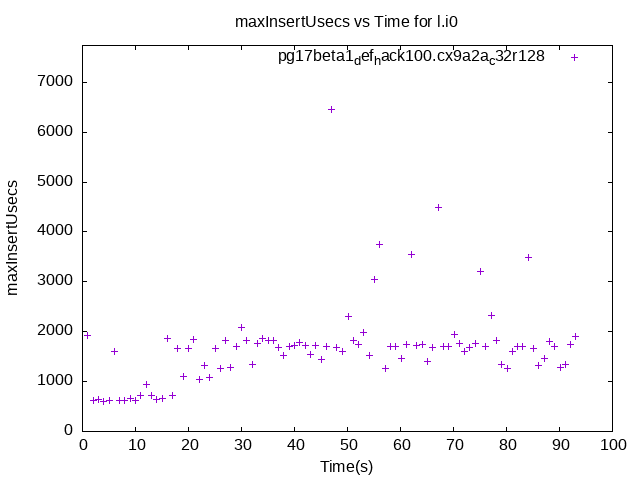 maxInsertUsecs vs Time for l.i0
pg17beta1_def_hack100.cx9a2a_c32r128
7000
6000
5000
4000
3000
2000
1000
0
maxInsertUsecs
0 10 20 30 40 50 60 70 80 90 100
Time(s)